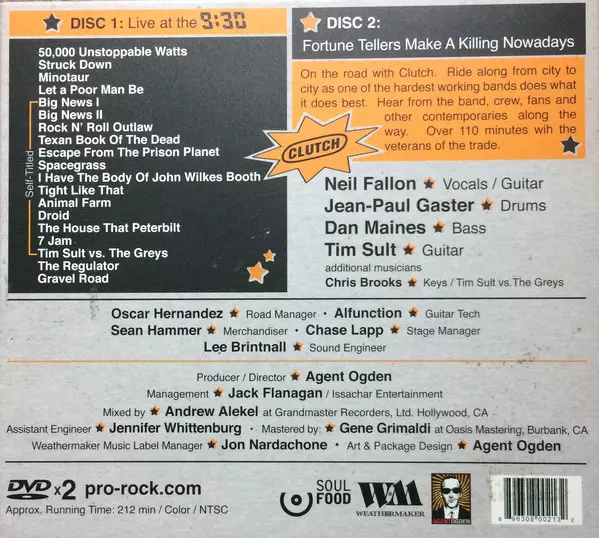 DISC 1: Live at the 9:30
50,000 Unstoppable Watts
Struck Down
Minotaur
Let a Poor Man Be
Big News I
Big News II
Rock N' Roll Outlaw
Texan Book Of The Dead
Escape From The Prison Planet
Spacegrass
I Have The Body Of John Wilkes Booth
Tight Like That
Animal Farm
Droid
The House That Peterbilt
7 Jam
Tim Sult vs. The Greys
The Regulator
Gravel Road
Self-Titled
DISC 2:
Fortune Tellers Make A Killing Nowadays
On the road with Clutch. Ride along from city to
city as one of the hardest working bands does what
it does best. Hear from the band, crew, fans and
other contemporaries along the
way. Over 110 minutes wih the
veterans of the trade.
CLUTCH
Neil Fallon Vocals / Guitar
Jean-Paul Gaster Drums
Dan Maines Bass
Tim Sult Guitar
additional musicians
Chris Brooks Keys / Tim Sult vs.The Greys
Oscar Hernandez Road Manager • Alfunction Guitar Tech
Sean Hammer Merchandiser • Chase Lapp Stage Manager
Lee Brintnall Sound Engineer
Producer / Director Agent Ogden
Management Jack Flanagan / Issachar Entertainment
Mixed by Andrew Alekel at Grandmaster Recorders, Ltd. Hollywood, CA
Assistant Engineer Jennifer Whittenburg • Mastered by: Gene Grimaldi at Oasis Mastering, Burbank, CA
Weathermaker Music Label Manager Jon Nardachone • Art & Package Design Agent Ogden
DVD x 2 pro-rock.com
Approx. Running Time: 212 min / Color / NTSC
SOUL
FOOD
WM
WEATHERMAKER
AGENT
OGDEN
8 96308 00213 2